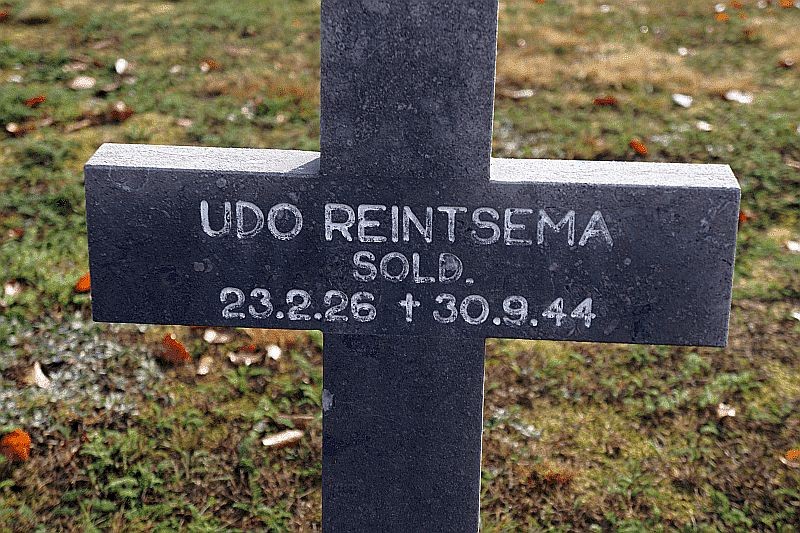 UDO REINTSEMA
SOLD.
23.2.26 † 30.9.44